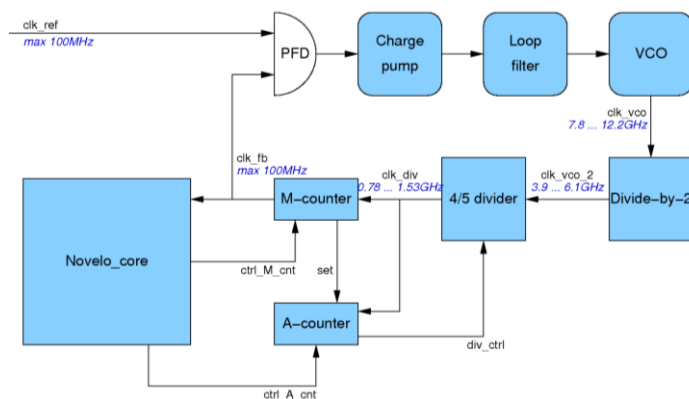 clk_ref
max 100MHz
PFD
Charge
pump
Loop
filter
VCO
clk_vco
7.8 ... 12.2GHz
clk_fb
max 100MHz
clk_div
0.78 ... 1.53GHz
clk_vco_2
3.9 ... 6.1GHz
M-counter
4/5 divider
Divide-by-2
Novelo_core
ctrl_M_cnt
set
A-counter
div_ctrl
ctrl_A_cnt